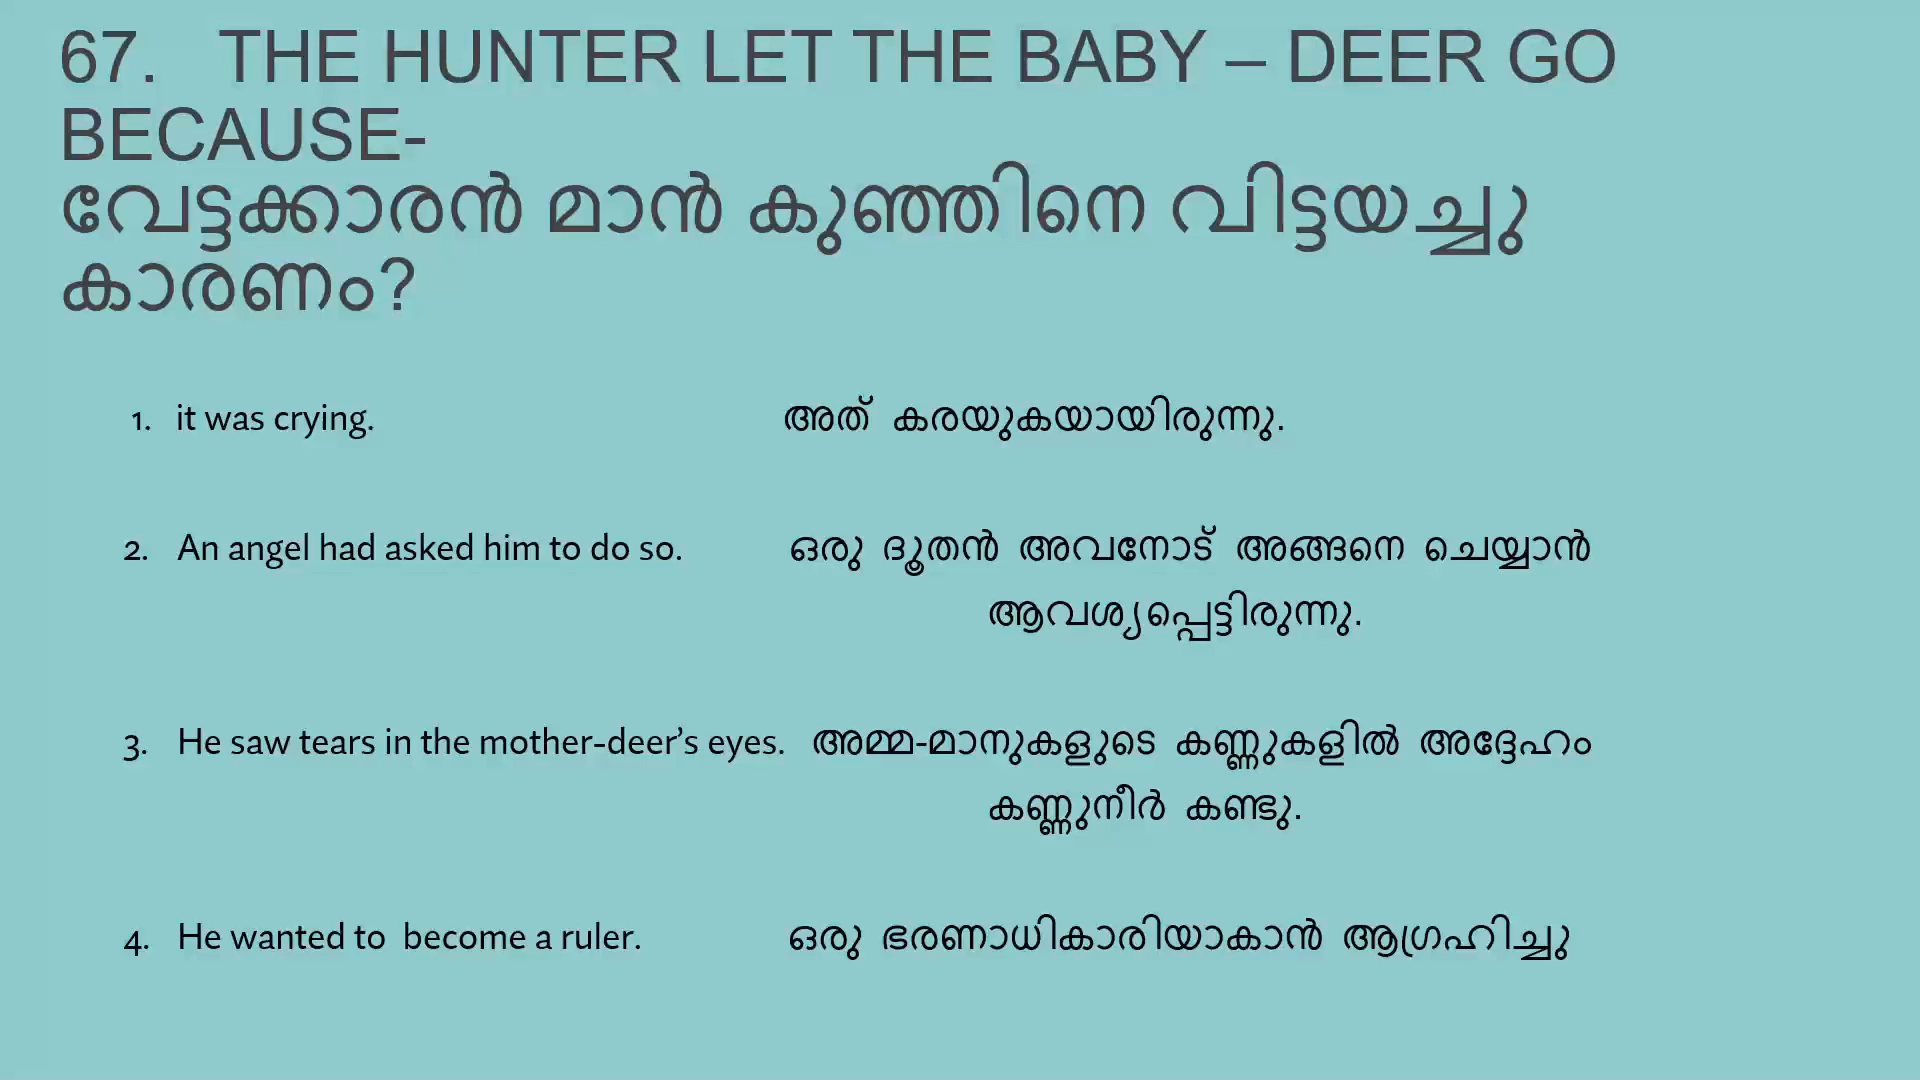 67. THE HUNTER LET THE BABY – DEER GO
BECAUSE-
വേട്ടക്കാരൻ മാൻ കുഞ്ഞിനെ വിട്ടയച്ചു
കാരണം?
1. it was crying. അത് കരയുകയായിരുന്നു.
2. An angel had asked him to do so. ഒരു ദൂതൻ അവനോട് അങ്ങനെ ചെയ്യാൻ
ആവശ്യപ്പെട്ടിരുന്നു.
3. He saw tears in the mother-deer’s eyes. അമ്മ-മാനുകളുടെ കണ്ണുകളിൽ അദ്ദേഹം
കണ്ണുനീർ കണ്ടു.
4. He wanted to become a ruler. ഒരു ഭരണാധികാരിയാകാൻ ആഗ്രഹിച്ചു